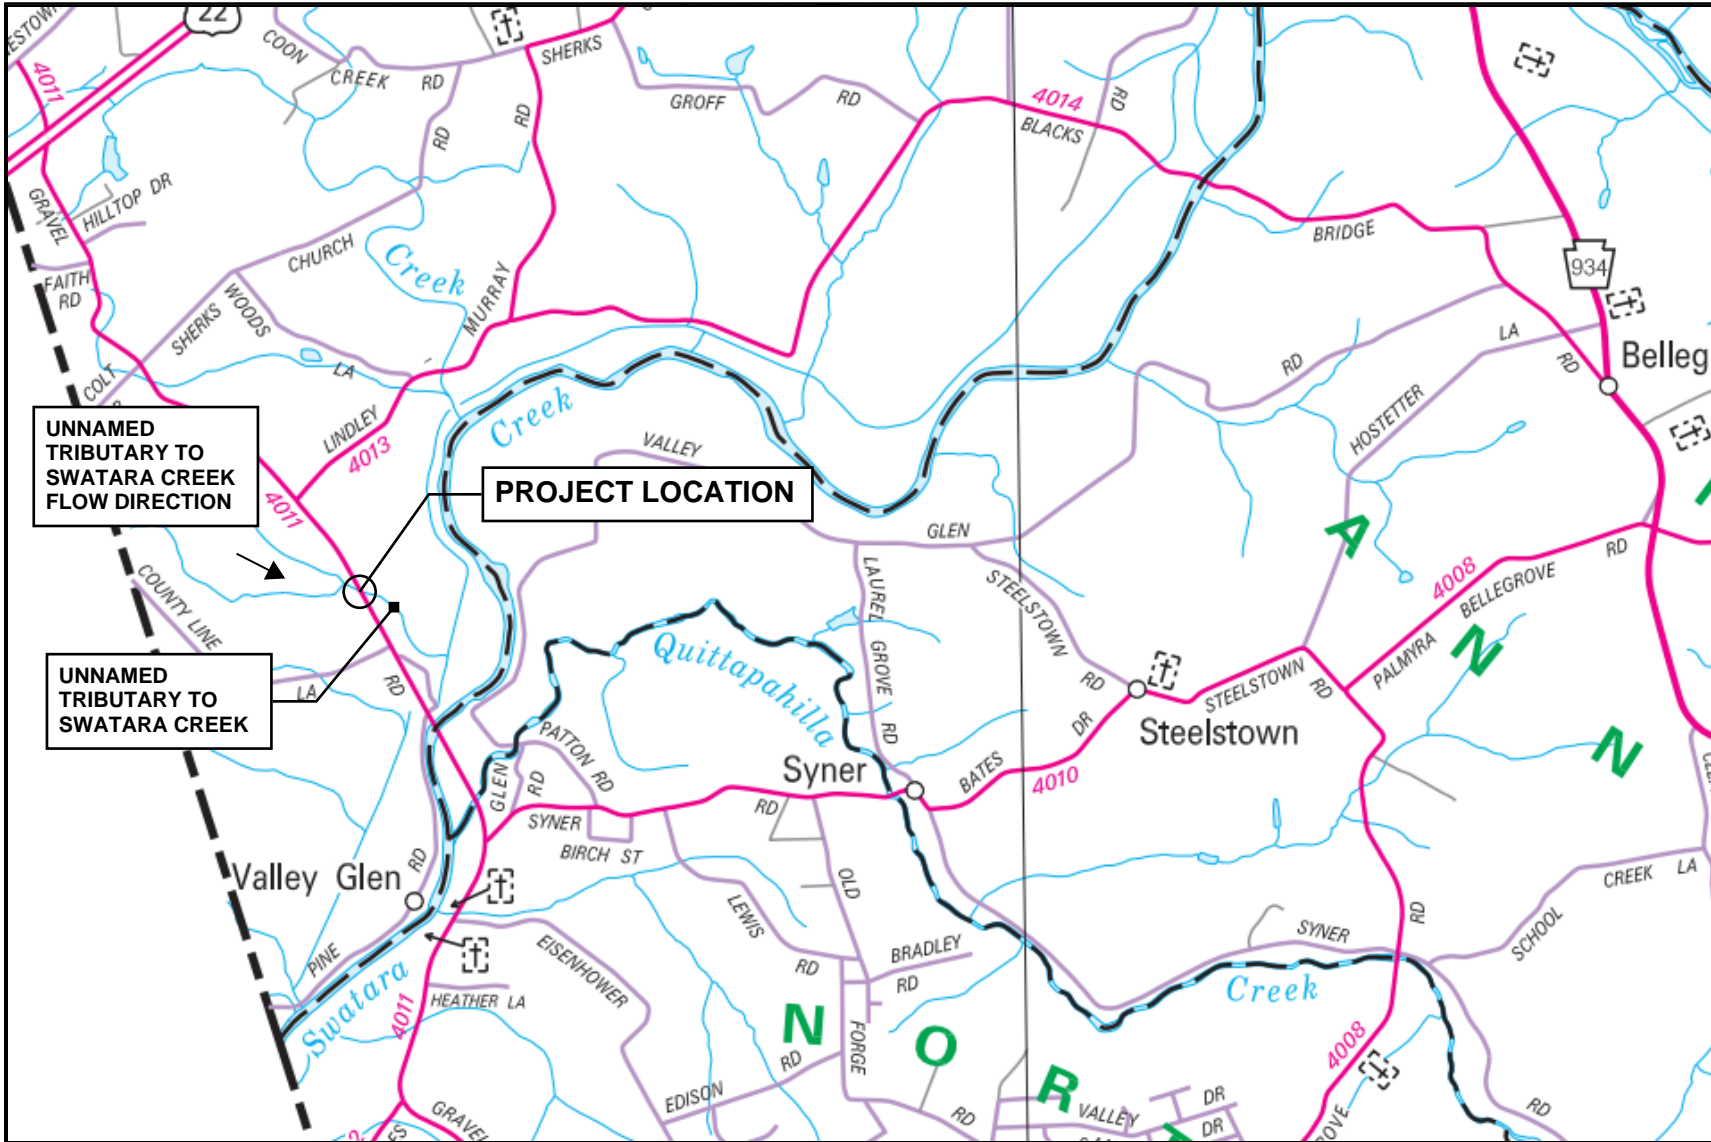 22
4011
COON
CREEK RD
SHERKS
RD
RD
GROFF
RD
4014
BLACKS
RD
GRAVEL
HILLTOP DR
FAITH
RD
CHURCH
Creek
MURRAY
SHERKS
WOODS
LA
COLT
BRIDGE
934
LA
RD
RD
Belleg
HOSTETTER
LINDLEY
4013
Creek
VALLEY
UNNAMED
TRIBUTARY TO
SWATARA CREEK
FLOW DIRECTION
PROJECT LOCATION
4011
GLEN
LAUREL GROVE RD
STEELSTOWN
RD
A
N
N
4008
PALMYRA BELLEGROVE
RD
COUNTY LINE
LA
RD
UNNAMED
TRIBUTARY TO
SWATARA CREEK
Quittapahilla
STEELSTOWN
RD
Steelstown
PATTON RD
GLEN
RD
Syner
BATES
DR
4010
SYNER
RD
BIRCH ST
OLD
Valley Glen
RD
PINE
LEWIS
RD
BRADLEY
RD
SYNER
RD
SCHOOL
CREEK LA
Creek
EISENHOWER
HEATHER LA
Swatara
4011
N
O
R
FORGE
RD
EDISON
RD
GRAVEL
VALLEY
DR
DR
4008
RD